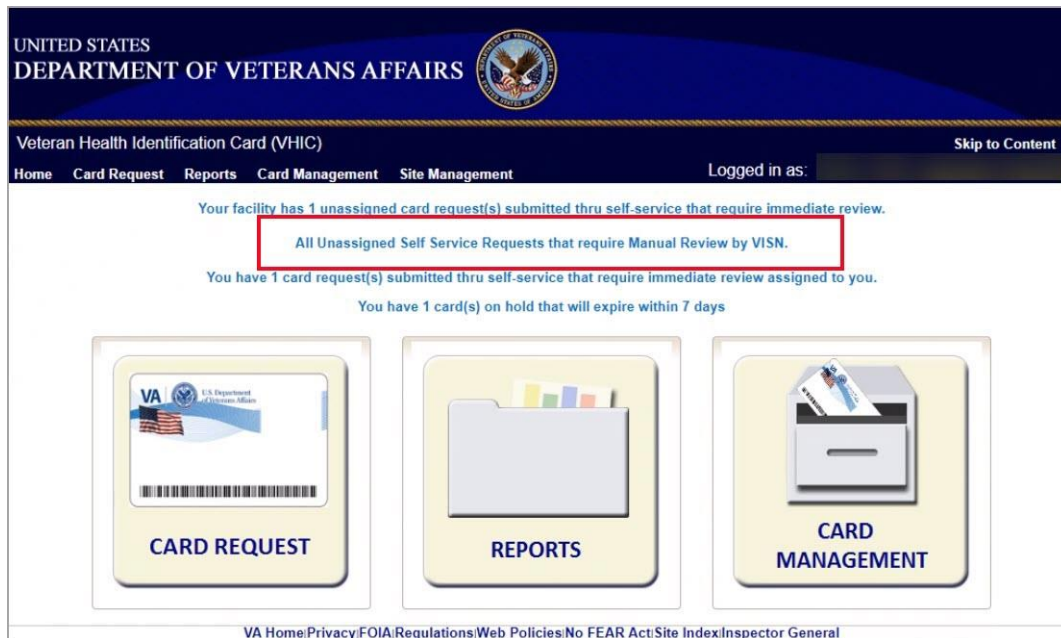 UNITED STATES
DEPARTMENT OF VETERANS AFFAIRS
Veteran Health Identification Card (VHIC)
Skip to Content
Home Card Request Reports Card Management Site Management
Logged in as:
Your facility has 1 unassigned card request(s) submitted thru self-service that require immediate review.
All Unassigned Self Service Requests that require Manual Review by VISN.
You have 1 card request(s) submitted thru self-service that require immediate review assigned to you.
You have 1 card(s) on hold that will expire within 7 days
VA
U.S. Department
of Veterans Affairs
CARD REQUEST
REPORTS
CARD
MANAGEMENT
VA Home|Privacy|FOIA|Regulations|Web Policies|No FEAR Act|Site Index|Inspector General